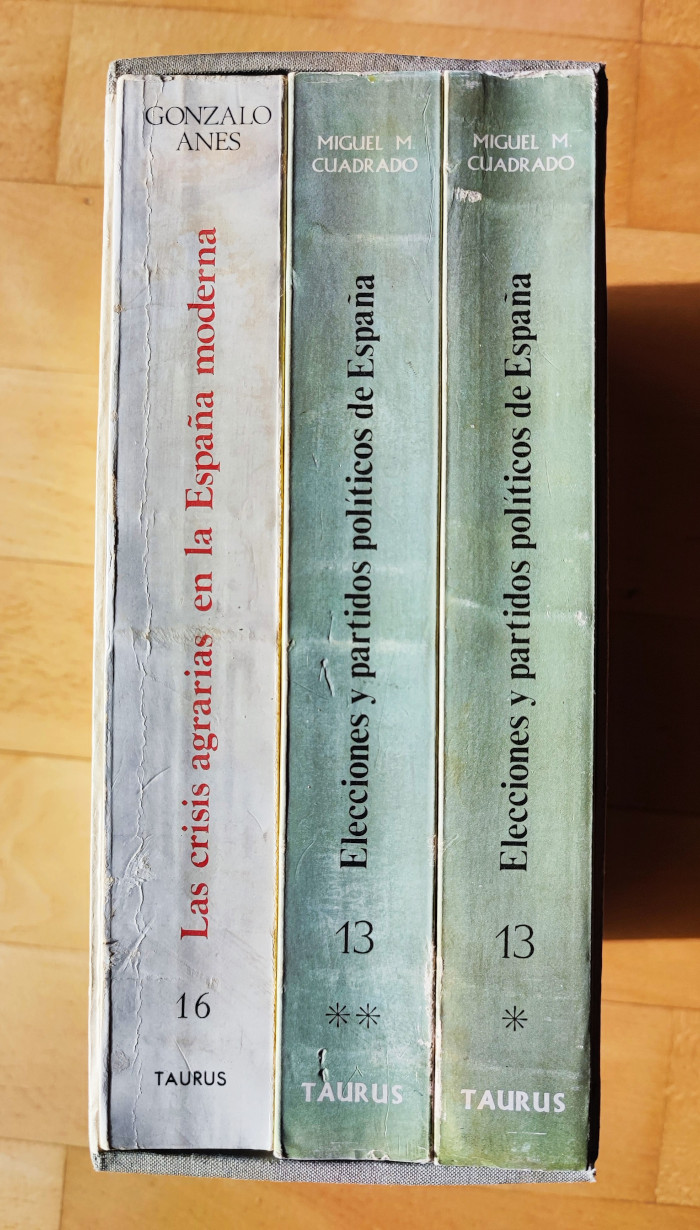 GONZALO
ANES
Las crisis agrarias en la España moderna
16
TAURUS
MIGUEL M.
CUADRADO
Elecciones y partidos políticos de España
13
**
TAURUS
MIGUEL M.
CUADRADO
Elecciones y partidos políticos de España
13
*
TAURUS